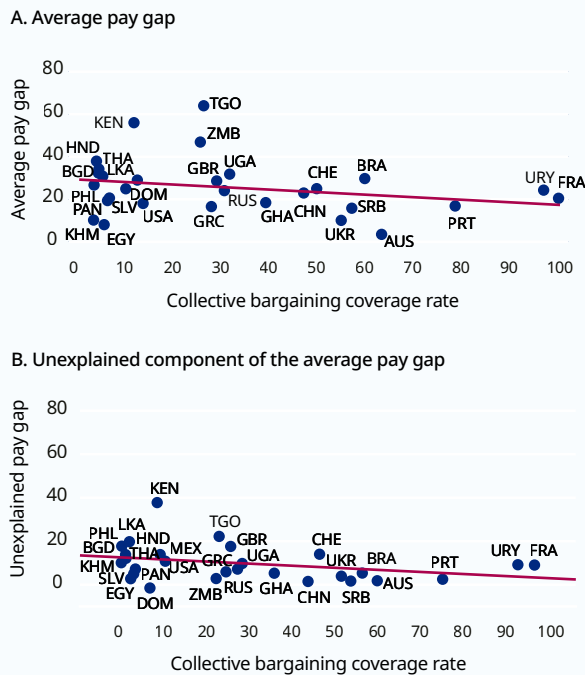 A. Average pay gap
Average pay gap
80
60
40
20
0
KEN
TGO
ZMB
HND
THA
BGD
LKA
GBR
UGA
CHE
BRA
URY
FRA
PHL
DOM
RUS
PAN
SLV
USA
GRC
GHA
CHN
SRB
PRT
KHM
EGY
UKR
AUS
0 10 20 30 40 50 60 70 80 90 100
Collective bargaining coverage rate
B. Unexplained component of the average pay gap
Unexplained pay gap
80
60
40
20
0
KEN
TGO
LKA
PHL
HND
BGD
THA
MEX
GRC
GBR
UGA
CHE
UKR
BRA
PRT
URY
FRA
KHM
USA
SLV
PAN
EGY
DOM
ZMB
RUS
GHA
CHN
SRB
AUS
0 10 20 30 40 50 60 70 80 90 100
Collective bargaining coverage rate